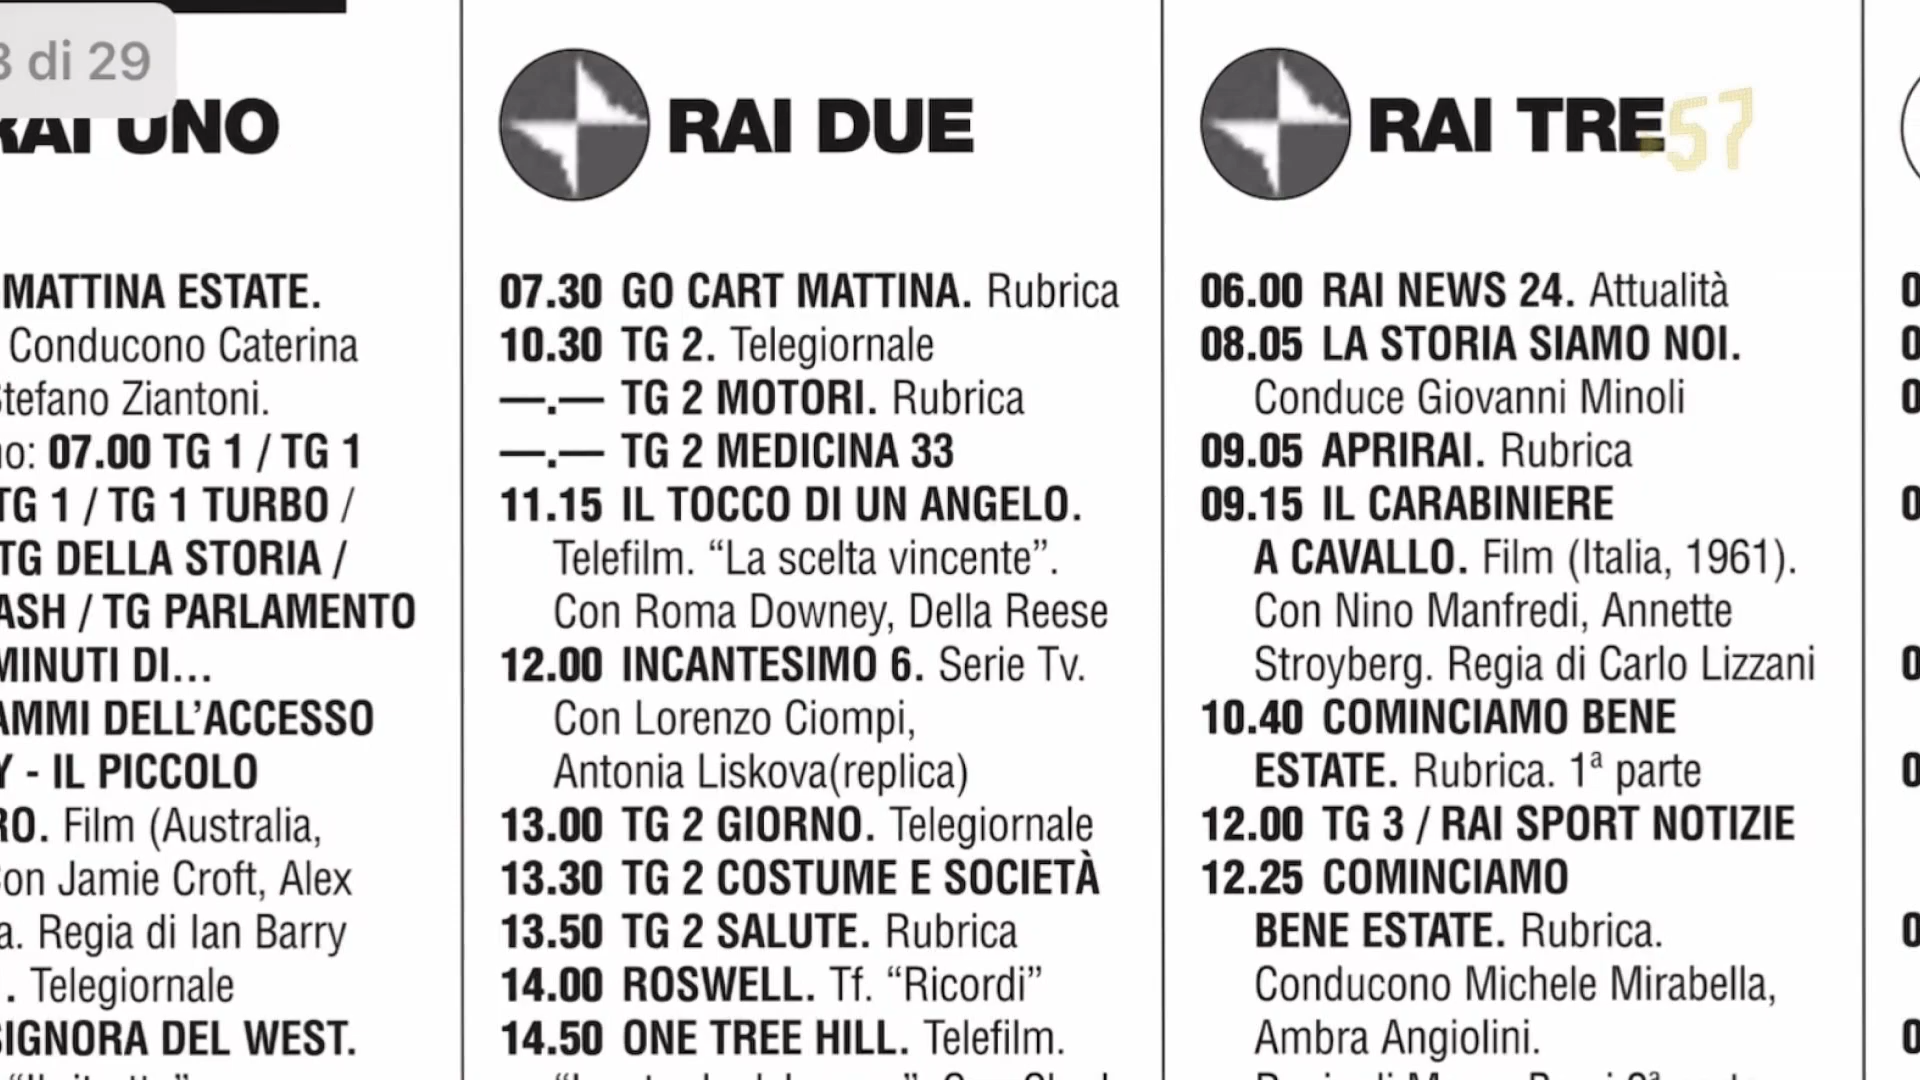 3 di 29
RAI UNO
MATTINA ESTATE.
Conducono Caterina
Stefano Ziantoni.
no: 07.00 TG 1 / TG 1
TG 1 / TG 1 TURBO /
TG DELLA STORIA /
ASH / TG PARLAMENTO
MINUTI DI...
AMMI DELL'ACCESSO
Y - IL PICCOLO
RO. Film (Australia,
Con Jamie Croft, Alex
a. Regia di Ian Barry
. Telegiornale
SIGNORA DEL WEST.
RAI DUE
07.30 GO CART MATTINA. Rubrica
10.30 TG 2. Telegiornale
—.— TG 2 MOTORI. Rubrica
—.— TG 2 MEDICINA 33
11.15 IL TOCCO DI UN ANGELO.
Telefilm. “La scelta vincente”.
Con Roma Downey, Della Reese
12.00 INCANTESIMO 6. Serie Tv.
Con Lorenzo Ciompi,
Antonia Liskova(replica)
13.00 TG 2 GIORNO. Telegiornale
13.30 TG 2 COSTUME E SOCIETÀ
13.50 TG 2 SALUTE. Rubrica
14.00 ROSWELL. Tf. “Ricordi”
14.50 ONE TREE HILL. Telefilm.
RAI TRE
-57
06.00 RAI NEWS 24. Attualità
08.05 LA STORIA SIAMO NOI.
Conduce Giovanni Minoli
09.05 APRIRAI. Rubrica
09.15 IL CARABINIERE
A CAVALLO. Film (Italia, 1961).
Con Nino Manfredi, Annette
Stroyberg. Regia di Carlo Lizzani
10.40 COMINCIAMO BENE
ESTATE. Rubrica. 1ª parte
12.00 TG 3 / RAI SPORT NOTIZIE
12.25 COMINCIAMO
BENE ESTATE. Rubrica.
Conducono Michele Mirabella,
Ambra Angiolini.